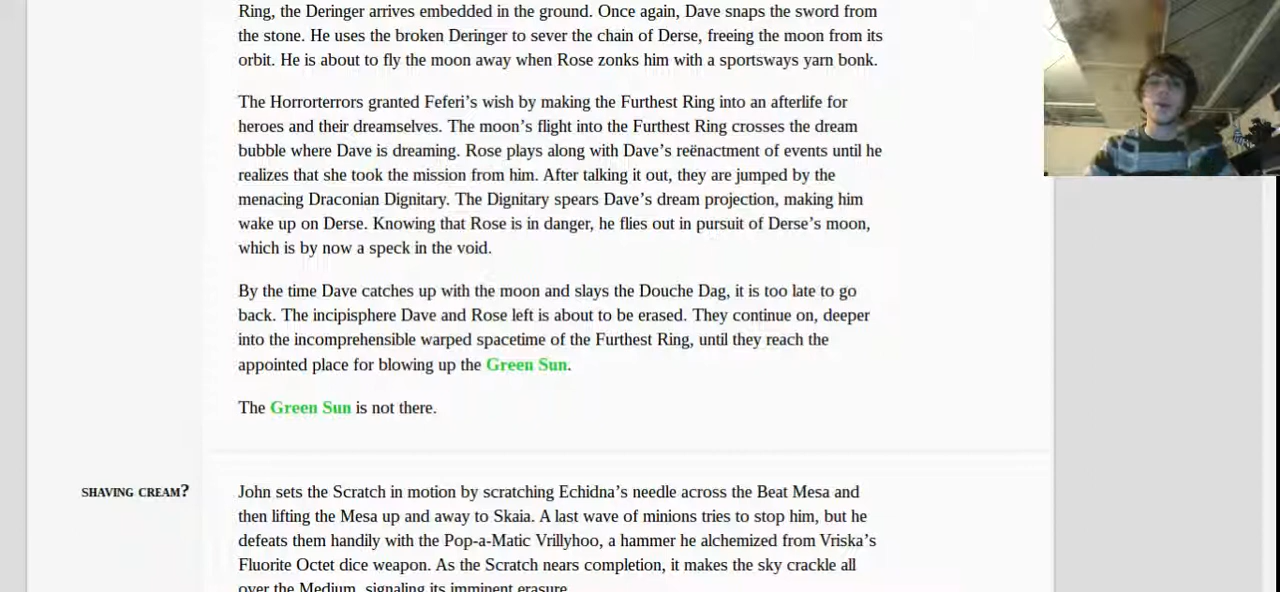 Ring, the Deringer arrives embedded in the ground. Once again, Dave snaps the sword from
the stone. He uses the broken Deringer to sever the chain of Derse, freeing the moon from its
orbit. He is about to fly the moon away when Rose zonks him with a sportsways yarn bonk.
The Horrorterrors granted Feferi’s wish by making the Furthest Ring into an afterlife for
heroes and their dreamselves. The moon’s flight into the Furthest Ring crosses the dream
bubble where Dave is dreaming. Rose plays along with Dave’s reënactment of events until he
realizes that she took the mission from him. After talking it out, they are jumped by the
menacing Draconian Dignitary. The Dignitary spears Dave’s dream projection, making him
wake up on Derse. Knowing that Rose is in danger, he flies out in pursuit of Derse’s moon,
which is by now a speck in the void.
By the time Dave catches up with the moon and slays the Douche Dag, it is too late to go
back. The incipisphere Dave and Rose left is about to be erased. They continue on, deeper
into the incomprehensible warped spacetime of the Furthest Ring, until they reach the
appointed place for blowing up the Green Sun.
The Green Sun is not there.
SHAVING CREAM?
John sets the Scratch in motion by scratching Echidna’s needle across the Beat Mesa and
then lifting the Mesa up and away to Skaia. A last wave of minions tries to stop him, but he
defeats them handily with the Pop-a-Matic Vrillyhoo, a hammer he alchemized from Vriska’s
Fluorite Octet dice weapon. As the Scratch nears completion, it makes the sky crackle all
over the Medium, signaling its imminent erasure.